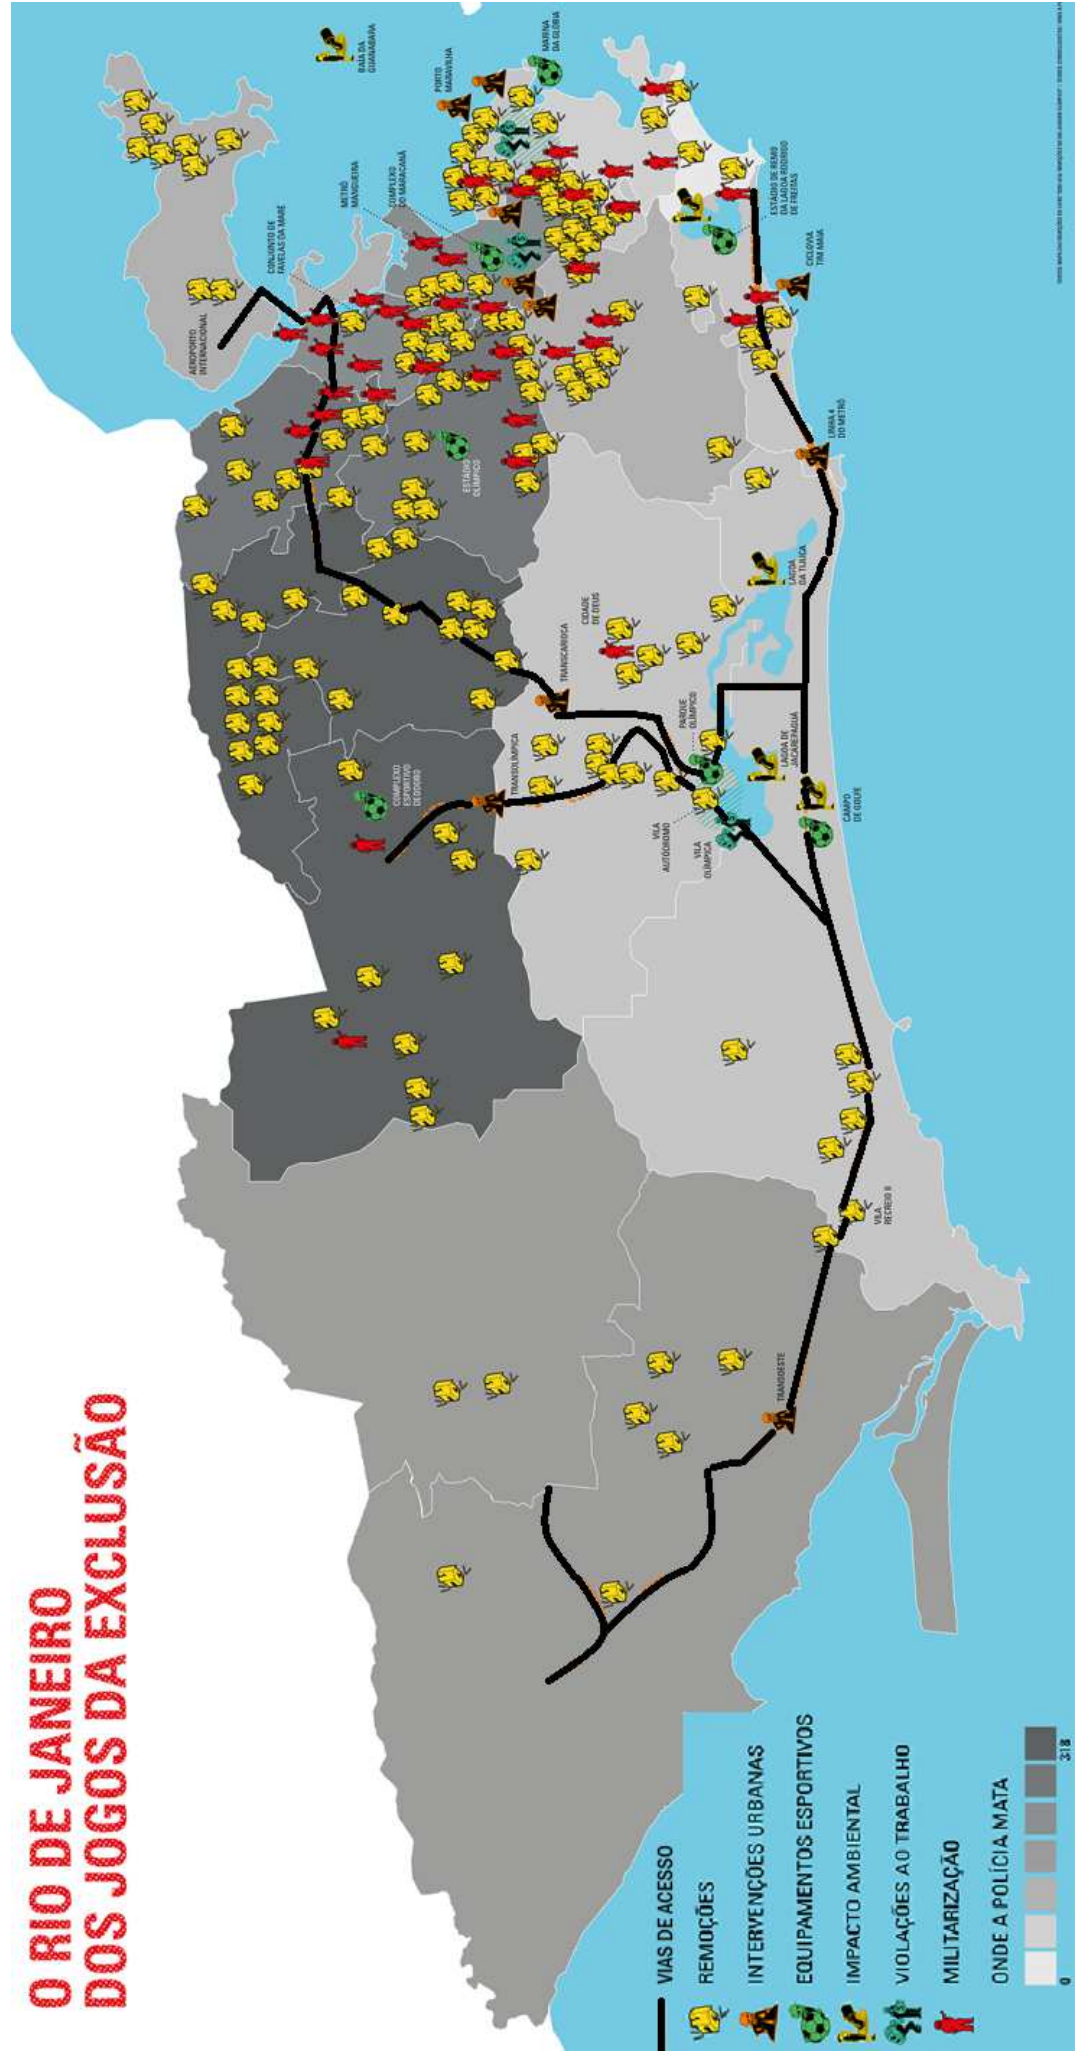 O RIO DE JANEIRO
DOS JOGOS DA EXCLUSÃO
VIAS DE ACESSO
REMOÇÕES
INTERVENÇÕES URBANAS
EQUIPAMENTOS ESPORTIVOS
IMPACTO AMBIENTAL
VIOLAÇÕES AO TRABALHO
MILITARIZAÇÃO
ONDE A POLÍCIA MATA
0
318
TRANSOESTE
VILA
RECREIO II
COMPLEXO
ESPORTIVO
DEODORO
TRANSOLÍMPICA
VILA
AUTÓDROMO
VILA
OLÍMPICA
PARQUE
OLÍMPICO
CAMPO
DE GOLFE
LAGOA DE
JACAREPAGUÁ
TRANSCARIOCA
CIDADE
DE DEUS
LAGOA
DA TIJUCA
ESTÁDIO
OLÍMPICO
LINHA 4
DO METRÔ
AEROPORTO
INTERNACIONAL
CONJUNTO DE
FAVELAS DA MARÉ
METRÔ
MANGUEIRA
COMPLEXO
DO MARACANÃ
CICLOVIA
TIM MAIA
ESTÁDIO DE REMO
DA LAGOA RODRIGO
DE FREITAS
BAÍA DA
GUANABARA
PORTO
MARAVILHA
MARINA
DA GLÓRIA